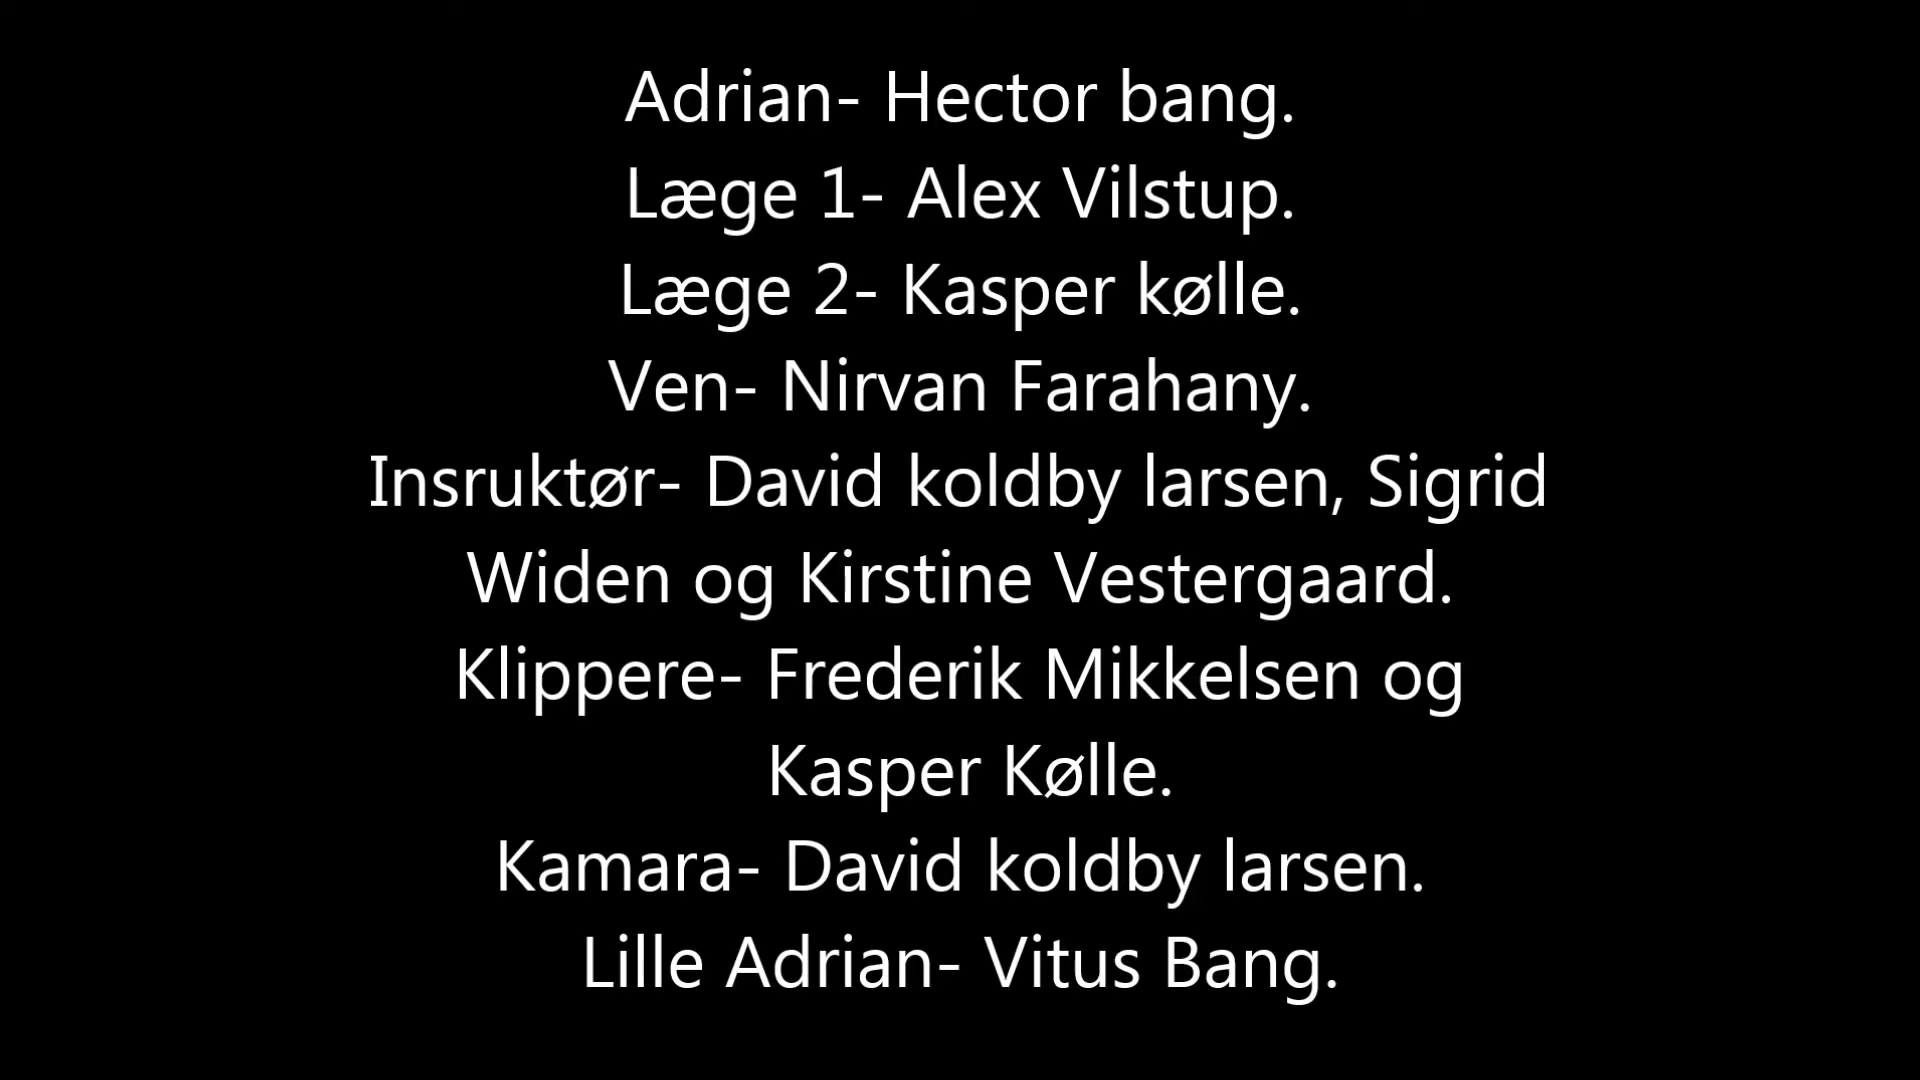 Adrian- Hector bang.
Læge 1- Alex Vilstup.
Læge 2- Kasper kølle.
Ven- Nirvan Farahany.
Insruktør- David koldby larsen, Sigrid
Widen og Kirstine Vestergaard.
Klippere- Frederik Mikkelsen og
Kasper Kølle.
Kamara- David koldby larsen.
Lille Adrian- Vitus Bang.